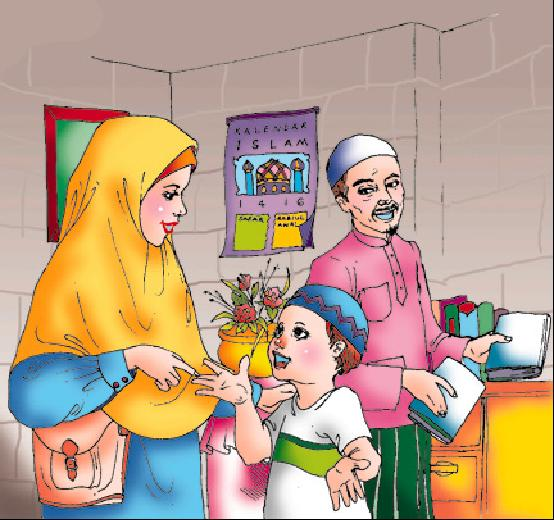 KALENDAR
ISLAM
1416
SAFAR
RABIUL
AWAL